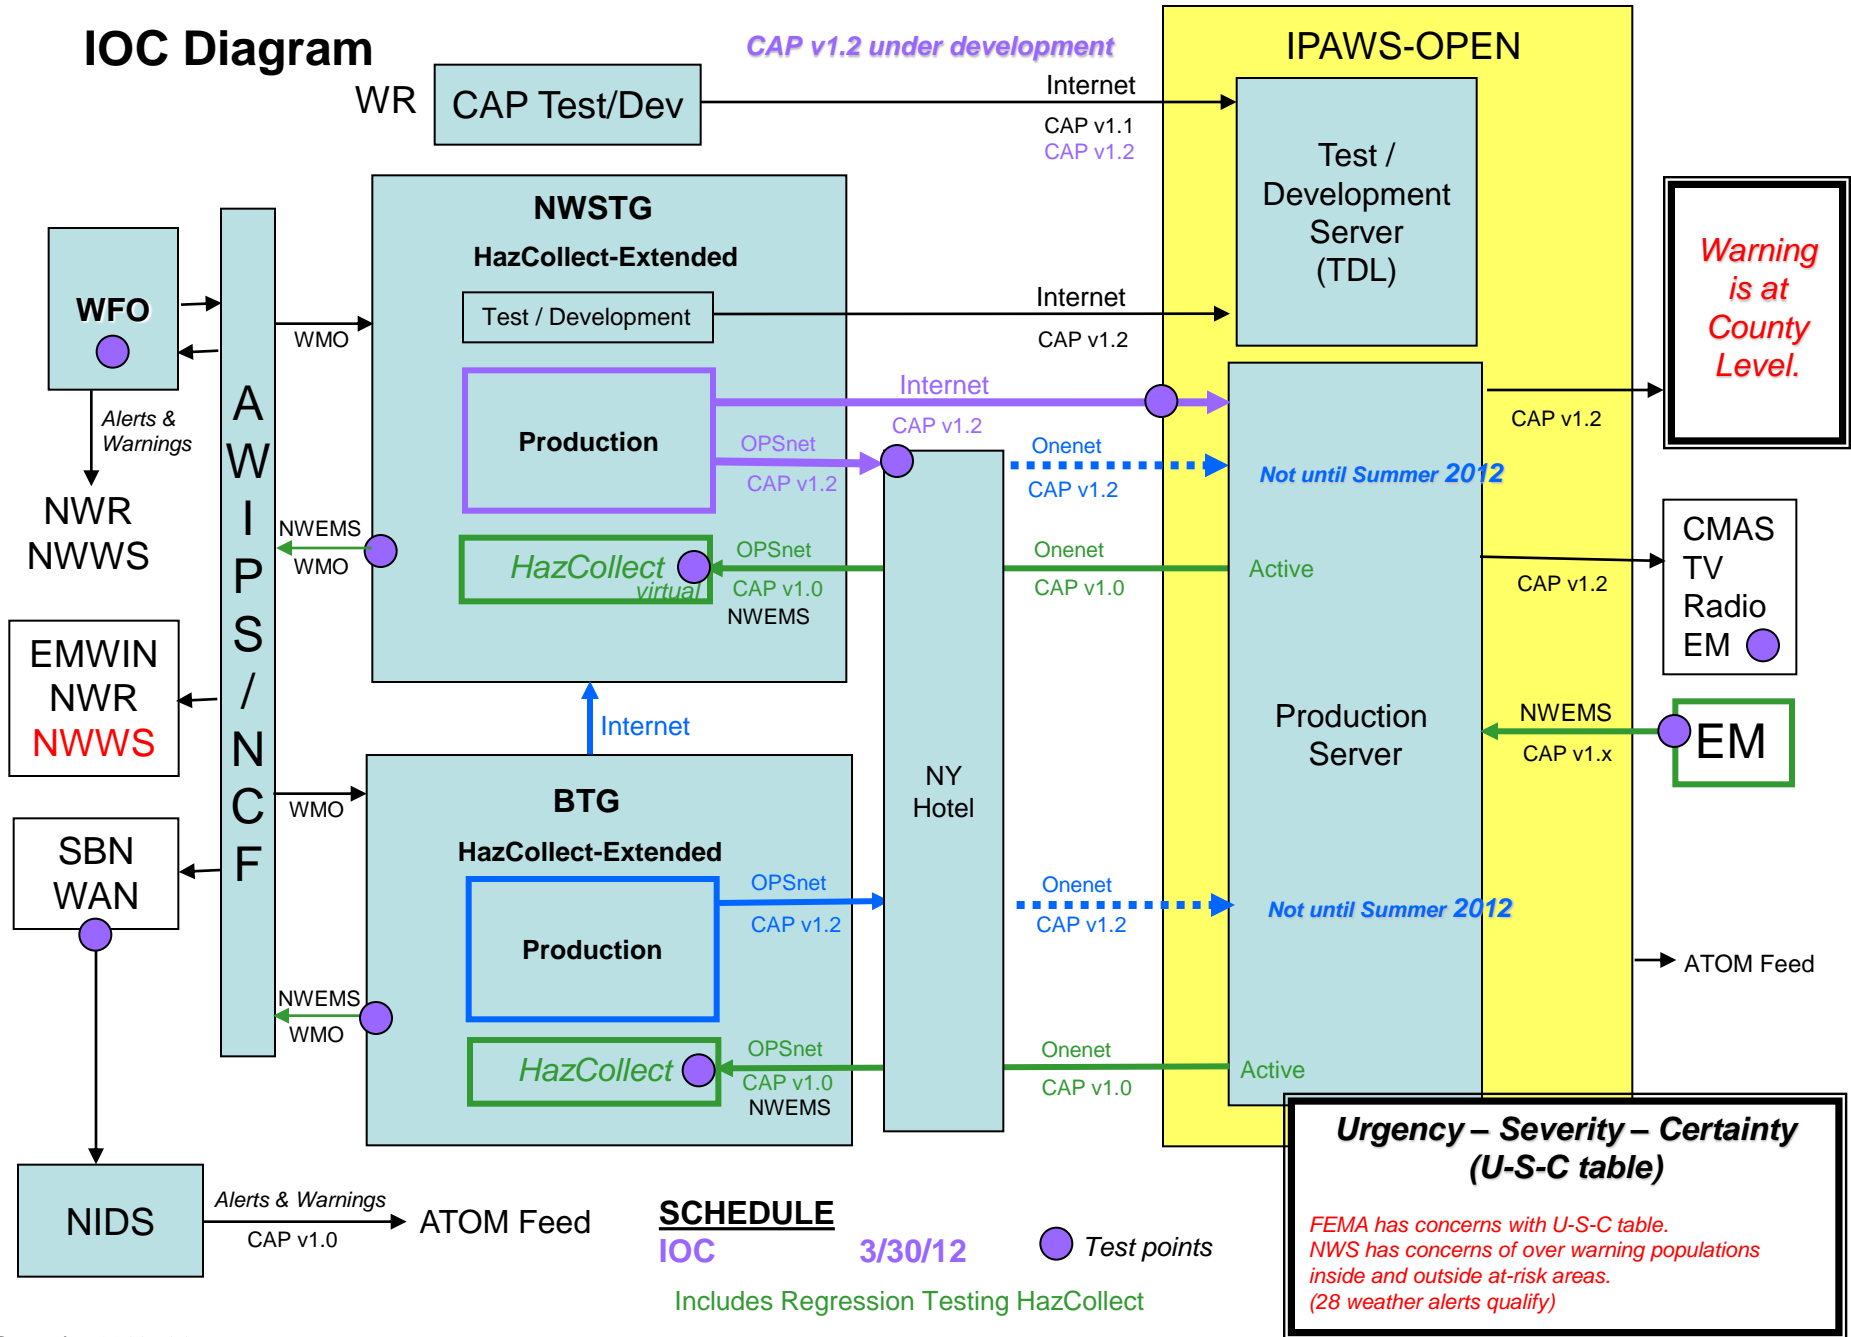 IOC Diagram
CAP v1.2 under development
IPAWS-OPEN
WR
CAP Test/Dev
Internet
CAP v1.1
CAP v1.2
Test /
Development
Server
(TDL)
Warning
is at
County
Level.
NWSTG
HazCollect-Extended
Test / Development
Internet
CAP v1.2
WFO
WMO
Alerts &
Warnings
NWR
NWWS
A
W
I
P
S
/
N
C
F
Production
Internet
CAP v1.2
OPSnet
CAP v1.2
Onenet
CAP v1.2
Not until Summer 2012
CAP v1.2
NWEMS
WMO
HazCollect
virtual
OPSnet
CAP v1.0
NWEMS
Onenet
CAP v1.0
Active
CAP v1.2
CMAS
TV
Radio
EM
EMWIN
NWR
NWWS
Internet
Production
Server
NWEMS
CAP v1.x
EM
NY
Hotel
WMO
BTG
HazCollect-Extended
SBN
WAN
Production
OPSnet
CAP v1.2
Onenet
CAP v1.2
Not until Summer 2012
ATOM Feed
NWEMS
WMO
HazCollect
OPSnet
CAP v1.0
NWEMS
Onenet
CAP v1.0
Active
Urgency – Severity – Certainty
(U-S-C table)
FEMA has concerns with U-S-C table.
NWS has concerns of over warning populations
inside and outside at-risk areas.
(28 weather alerts qualify)
NIDS
Alerts & Warnings
CAP v1.0
ATOM Feed
SCHEDULE
IOC 3/30/12
Test points
Includes Regression Testing HazCollect